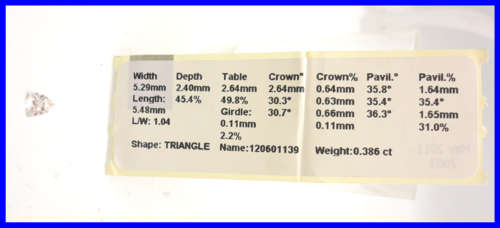 Width Depth Table Crown° Crown% Pavil.° Pavil.%
5.29mm 2.40mm 2.64mm 2.64mm 0.64mm 35.8° 1.64mm
Length: 45.4% 49.8% 30.3° 0.63mm 35.4° 35.4°
5.48mm Girdle: 30.7° 0.66mm 36.3° 1.65mm
L/W: 1.04 0.11mm 0.11mm 31.0%
2.2%
Shape: TRIANGLE Name:120601139 Weight:0.386 ct